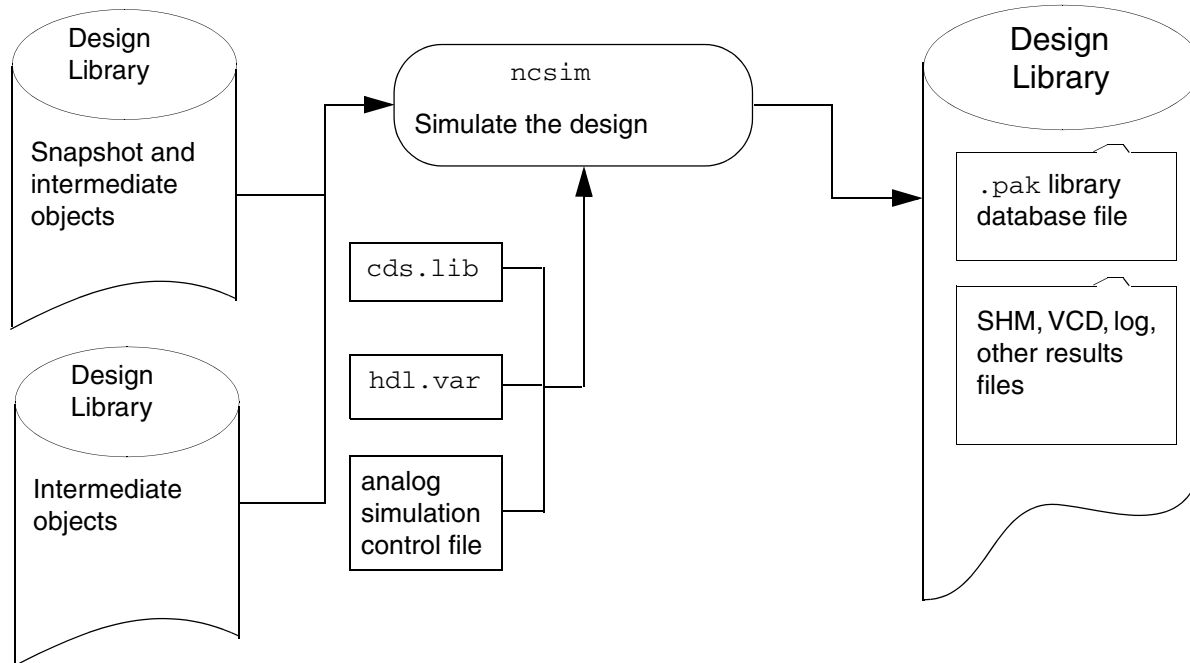 Design
Library
Snapshot and
intermediate
objects
Design
Library
Intermediate
objects
ncsim
Simulate the design
cds.lib
hdl.var
analog
simulation
control file
Design
Library
.pak library
database file
SHM, VCD, log,
other results
files